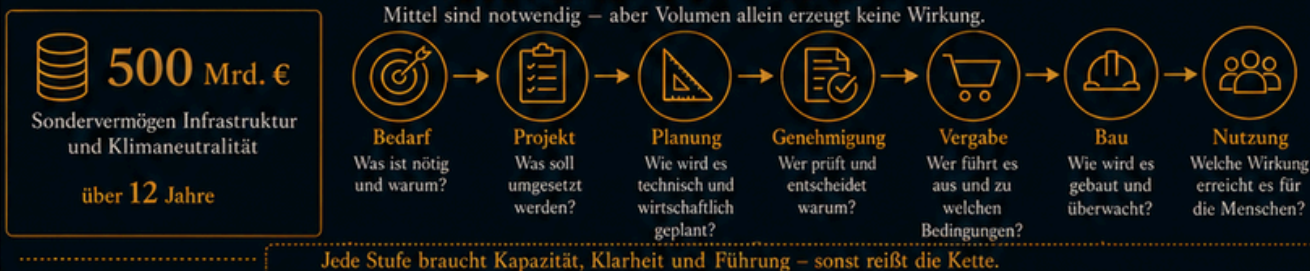 Mittel sind notwendig – aber Volumen allein erzeugt keine Wirkung.
500 Mrd. €
Sondervermögen Infrastruktur
und Klimaneutralität
über 12 Jahre
Bedarf
Was ist nötig
und warum?
Projekt
Was soll
umgesetzt
werden?
Planung
Wie wird es
technisch und
wirtschaftlich
geplant?
Genehmigung
Wer prüft und
entscheidet
warum?
Vergabe
Wer führt es
aus und zu
welchen
Bedingungen?
Bau
Wie wird es
gebaut und
überwacht?
Nutzung
Welche Wirkung
erreicht es für
die Menschen?
Jede Stufe braucht Kapazität, Klarheit und Führung – sonst reißt die Kette.